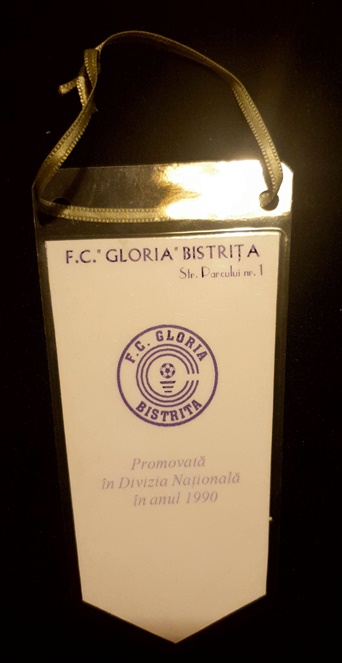 F.C."GLORIA" BISTRIȚA
Str. Parcului nr. 1
F.C. GLORIA
BISTRITA
Promovată
în Divizia Națională
în anul 1990